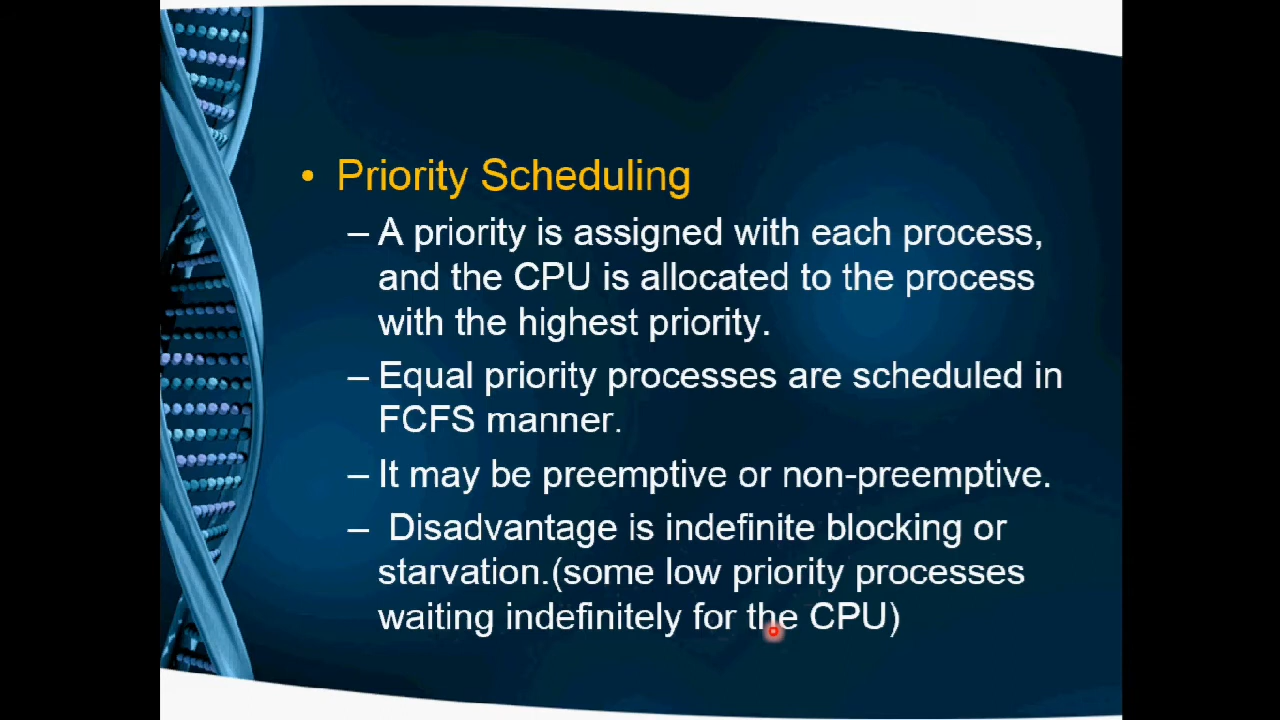 • Priority Scheduling
– A priority is assigned with each process,
and the CPU is allocated to the process
with the highest priority.
– Equal priority processes are scheduled in
FCFS manner.
– It may be preemptive or non-preemptive.
– Disadvantage is indefinite blocking or
starvation.(some low priority processes
waiting indefinitely for the CPU)